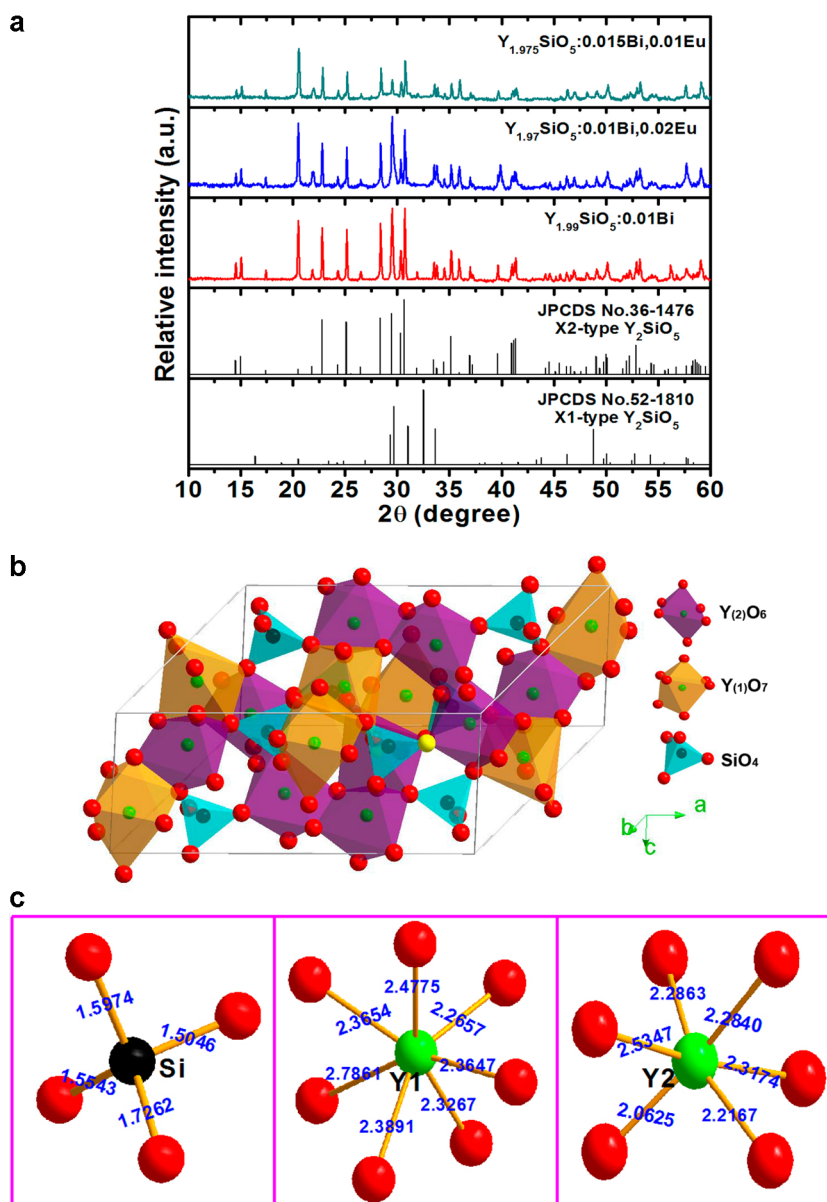 a
Relative intensity (a.u.)
Y1.975SiO5:0.015Bi,0.01Eu
Y1.97SiO5:0.01Bi,0.02Eu
Y1.99SiO5:0.01Bi
JPCDS No.36-1476
X2-type Y2SiO5
JPCDS No.52-1810
X1-type Y2SiO5
10 15 20 25 30 35 40 45 50 55 60
2θ (degree)
b
Y(2)O6
Y(1)O7
SiO4
a
b
c
c
1.5974
1.5046
Si
1.5543
1.7262
2.4775
2.3654
2.2657
2.7861
Y1
2.3647
2.3891
2.3267
2.2863
2.2840
2.5347
Y2
2.3174
2.0625
2.2167